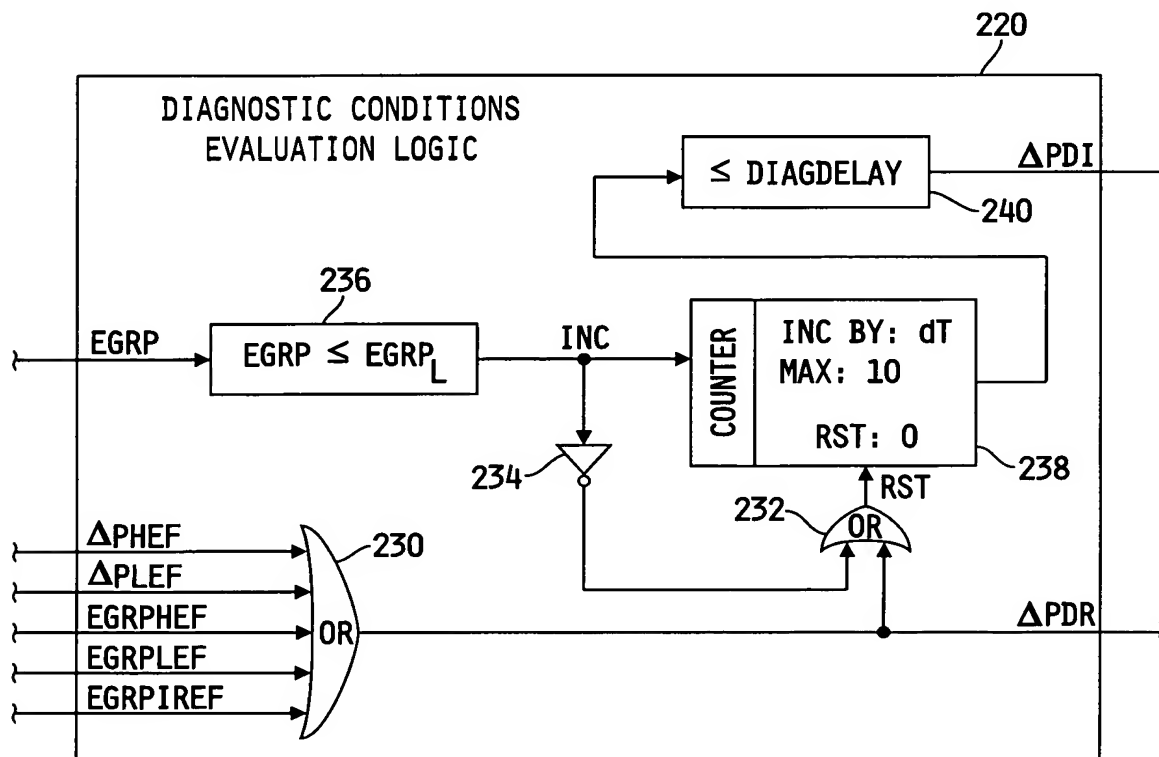 220
DIAGNOSTIC CONDITIONS
EVALUATION LOGIC
≤ DIAGDELAY
ΔPDI
240
236
EGRP
EGRP ≤ EGRPL
INC
COUNTER
INC BY: dT
MAX: 10
RST: 0
238
234
RST
232
OR
ΔPHEF
230
ΔPLEF
EGRPHEF
OR
ΔPDR
EGRPLEF
EGRPIREF